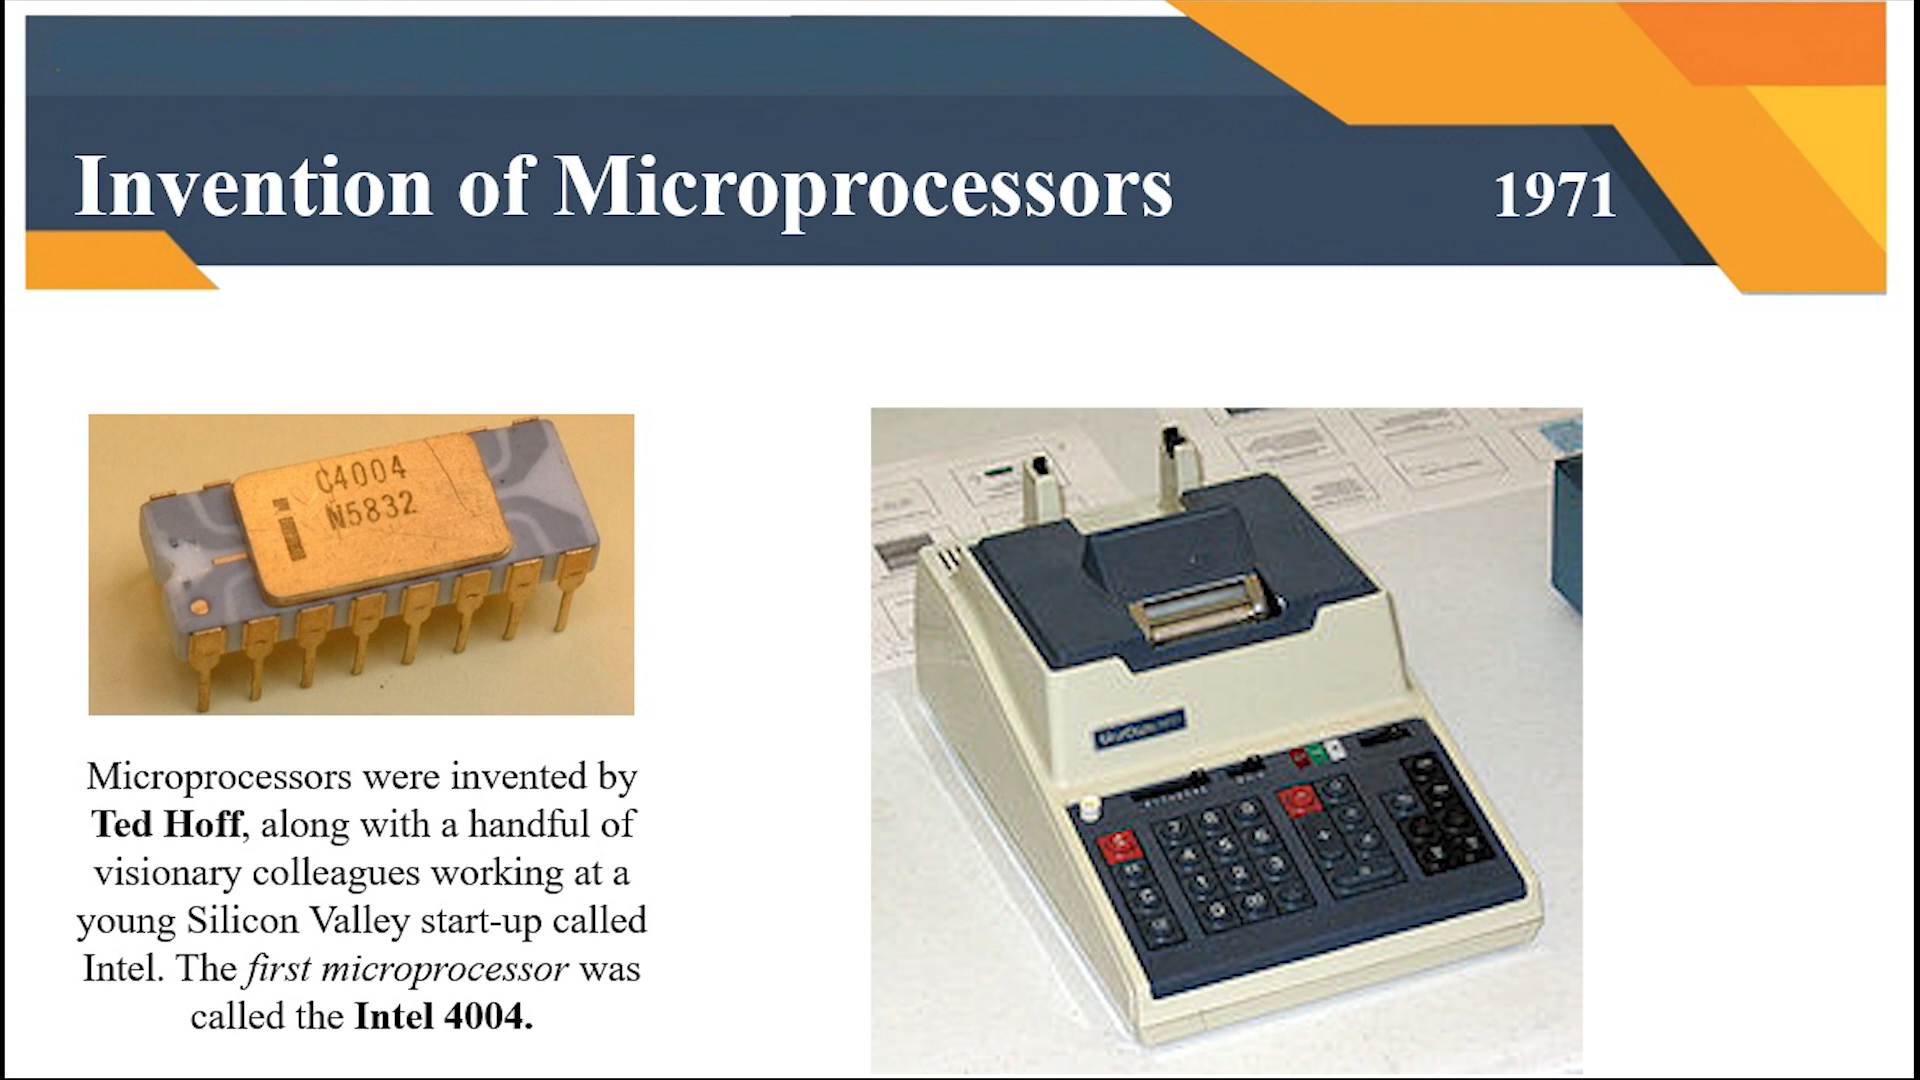 Invention of Microprocessors
1971
C4004
N5832
Microprocessors were invented by
Ted Hoff, along with a handful of
visionary colleagues working at a
young Silicon Valley start-up called
Intel. The first microprocessor was
called the Intel 4004.